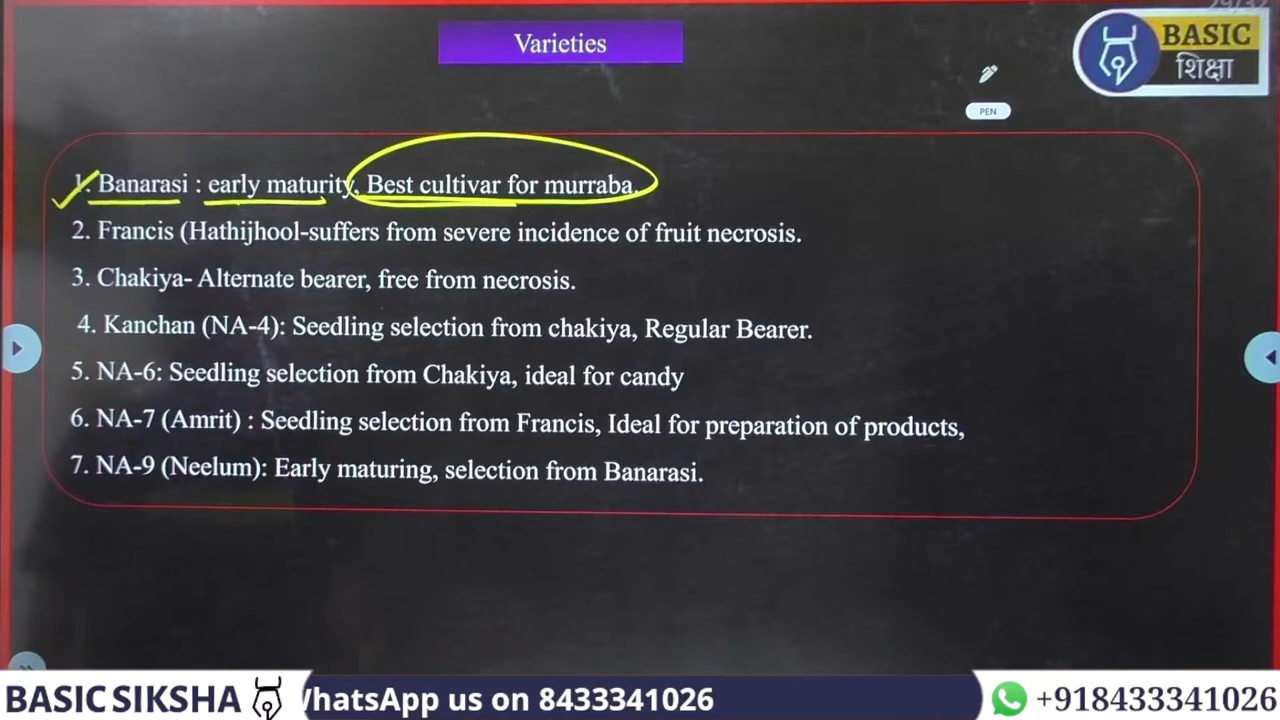 Varieties
BASIC
शिक्षा
PEN
1. Banarasi : early maturity, Best cultivar for murraba.
2. Francis (Hathijhool-suffers from severe incidence of fruit necrosis.
3. Chakiya- Alternate bearer, free from necrosis.
4. Kanchan (NA-4): Seedling selection from chakiya, Regular Bearer.
5. NA-6: Seedling selection from Chakiya, ideal for candy
6. NA-7 (Amrit) : Seedling selection from Francis, Ideal for preparation of products,
7. NA-9 (Neelum): Early maturing, selection from Banarasi.
BASIC SIKSHA
WhatsApp us on 8433341026
+918433341026